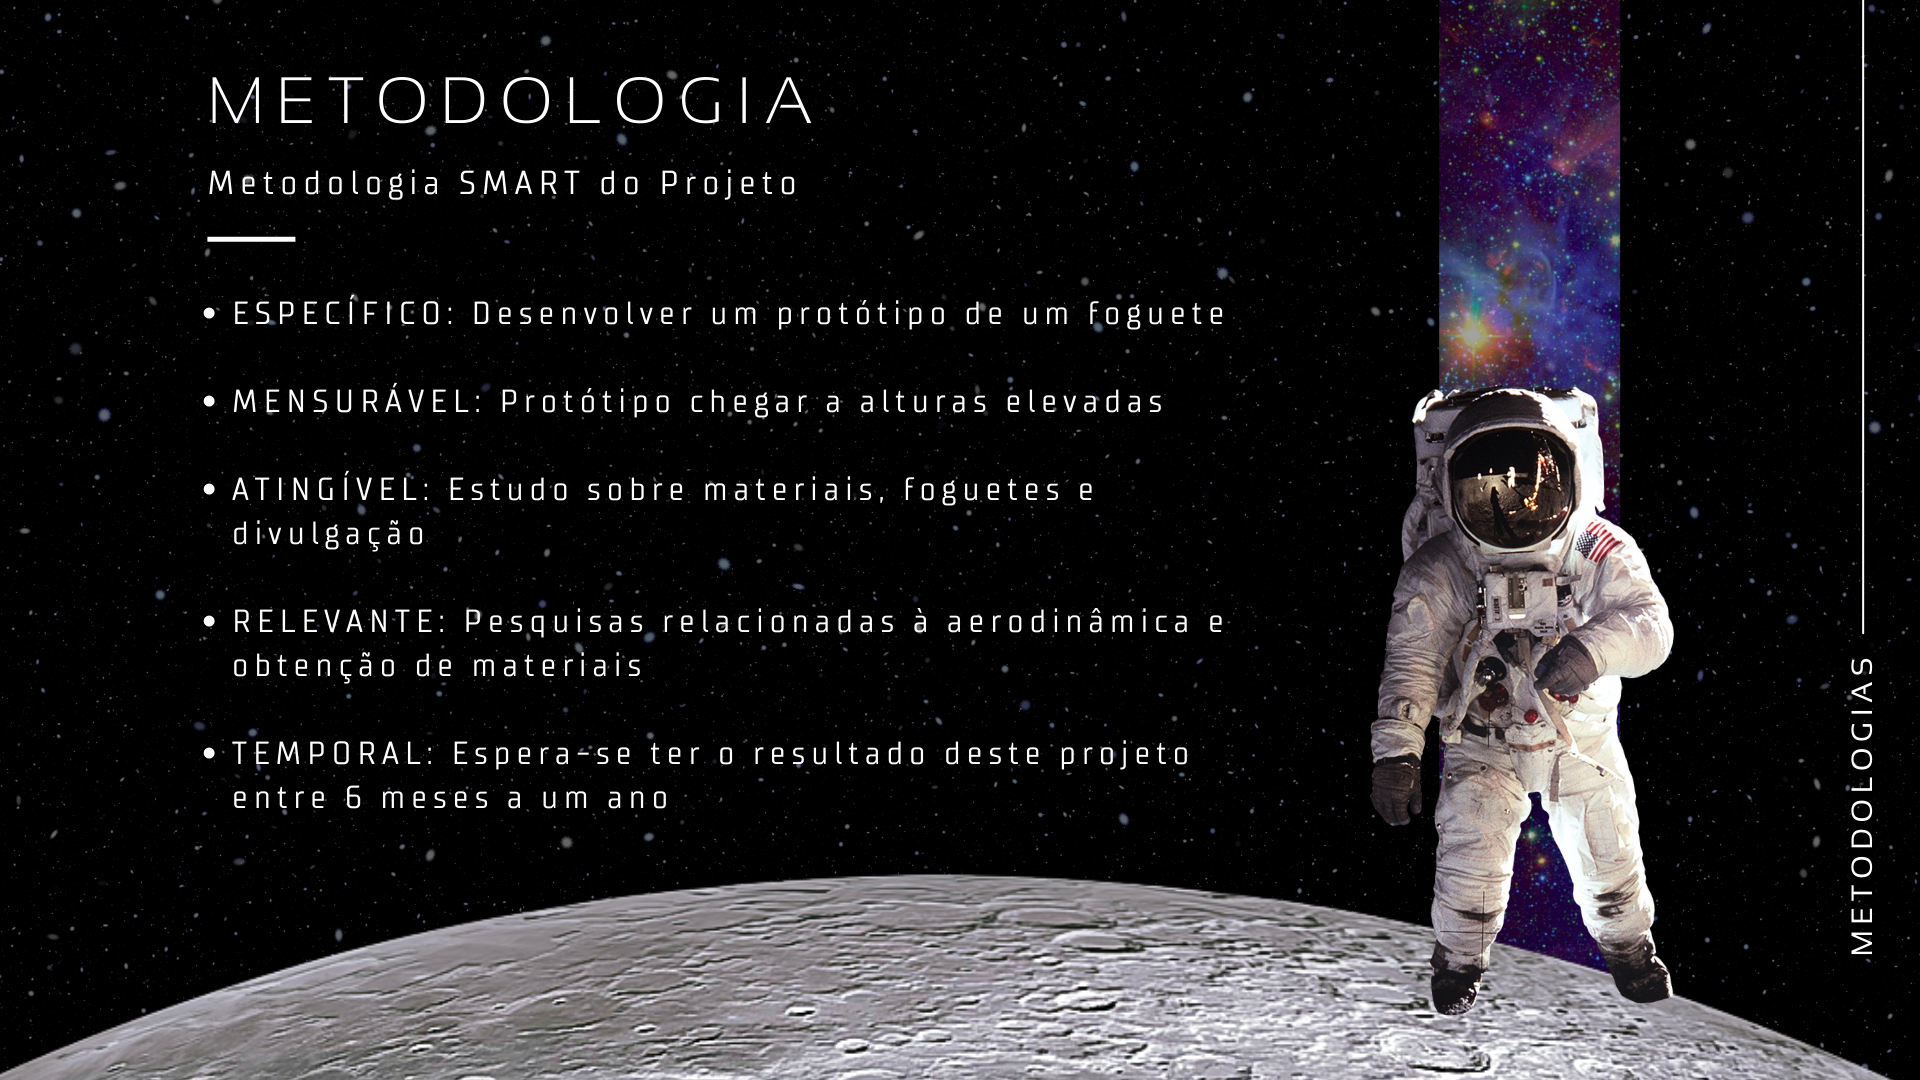 METODOLOGIA
Metodologia SMART do Projeto
• ESPECÍFICO: Desenvolver um protótipo de um foguete
• MENSURÁVEL: Protótipo chegar a alturas elevadas
• ATINGÍVEL: Estudo sobre materiais, foguetes e
divulgação
• RELEVANTE: Pesquisas relacionadas à aerodinâmica e
obtenção de materiais
• TEMPORAL: Espera-se ter o resultado deste projeto
entre 6 meses a um ano
METODOLOGIAS